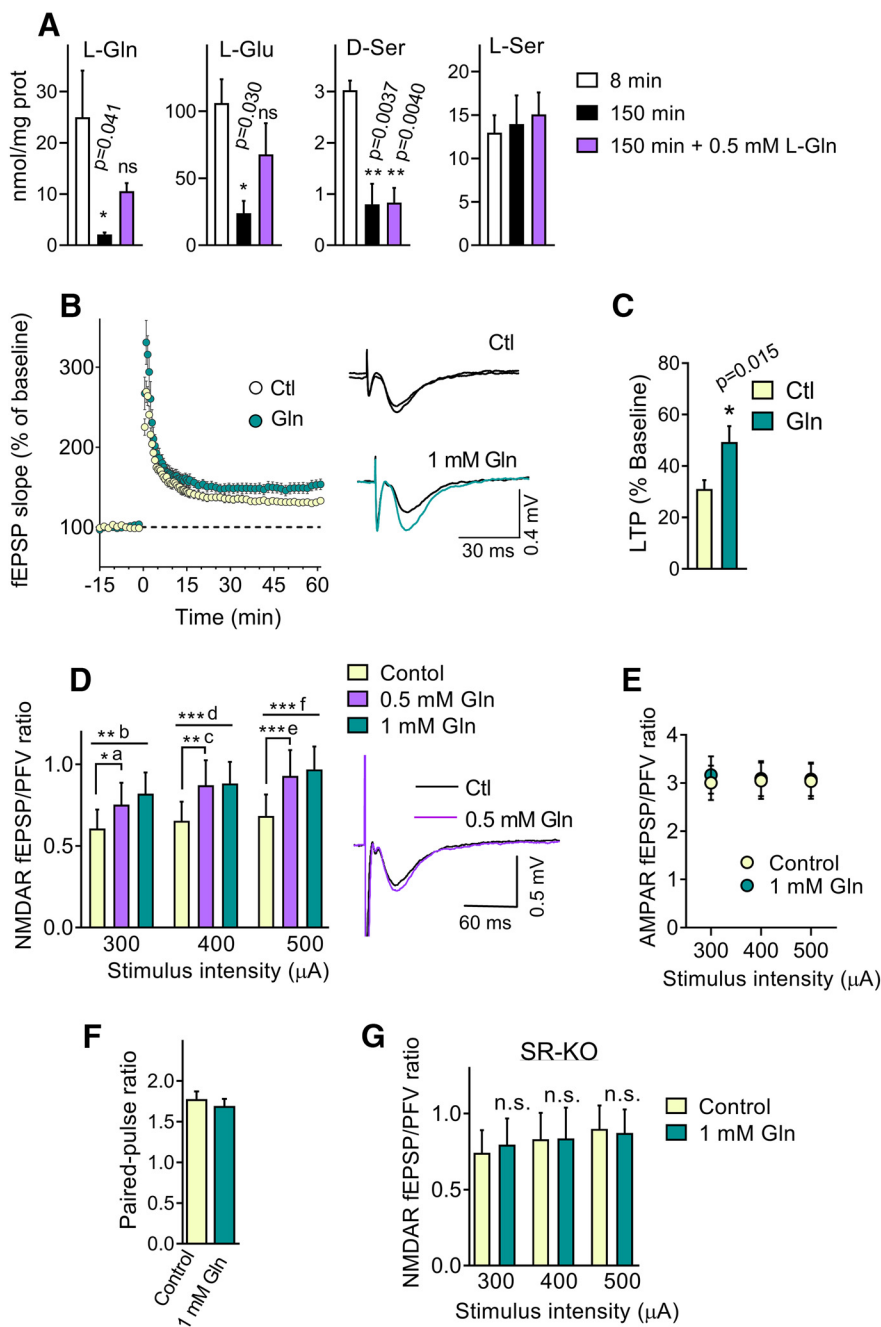 A
L-Gln
L-Glu
D-Ser
L-Ser
nmol/mg prot
30
20
10
0
p=0.041
*
ns
100
50
0
p=0.030
*
ns
4
3
2
1
0
p=0.0037
p=0.0040
**
**
20
15
10
5
0
8 min
150 min
150 min + 0.5 mM L-Gln
B
fEPSP slope (% of baseline)
300
200
100
-15
0
15
30
45
60
Time (min)
Ctl
Gln
Ctl
1 mM Gln
0.4 mV
30 ms
C
LTP (% Baseline)
80
60
40
20
0
p=0.015
*
Ctl
Gln
D
NMDAR fEPSP/PFV ratio
1.0
0.5
0.0
** b
* a
*** d
** c
*** f
*** e
300
400
500
Stimulus intensity (μA)
Contol
0.5 mM Gln
1 mM Gln
Ctl
0.5 mM Gln
0.5 mV
60 ms
E
AMPAR fEPSP/PFV ratio
4
3
2
1
0
Control
1 mM Gln
300
400
500
Stimulus intensity (μA)
F
Paired-pulse ratio
2.0
1.5
1.0
0.5
0.0
Control
1 mM Gln
G
SR-KO
NMDAR fEPSP/PFV ratio
1.0
0.5
0.0
n.s.
n.s.
n.s.
300
400
500
Stimulus intensity (μA)
Control
1 mM Gln